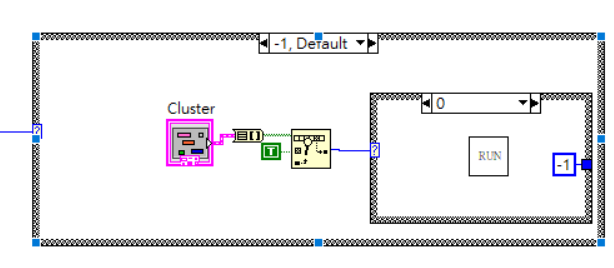 -1, Default
Cluster
0
?
T
?
RUN
-1